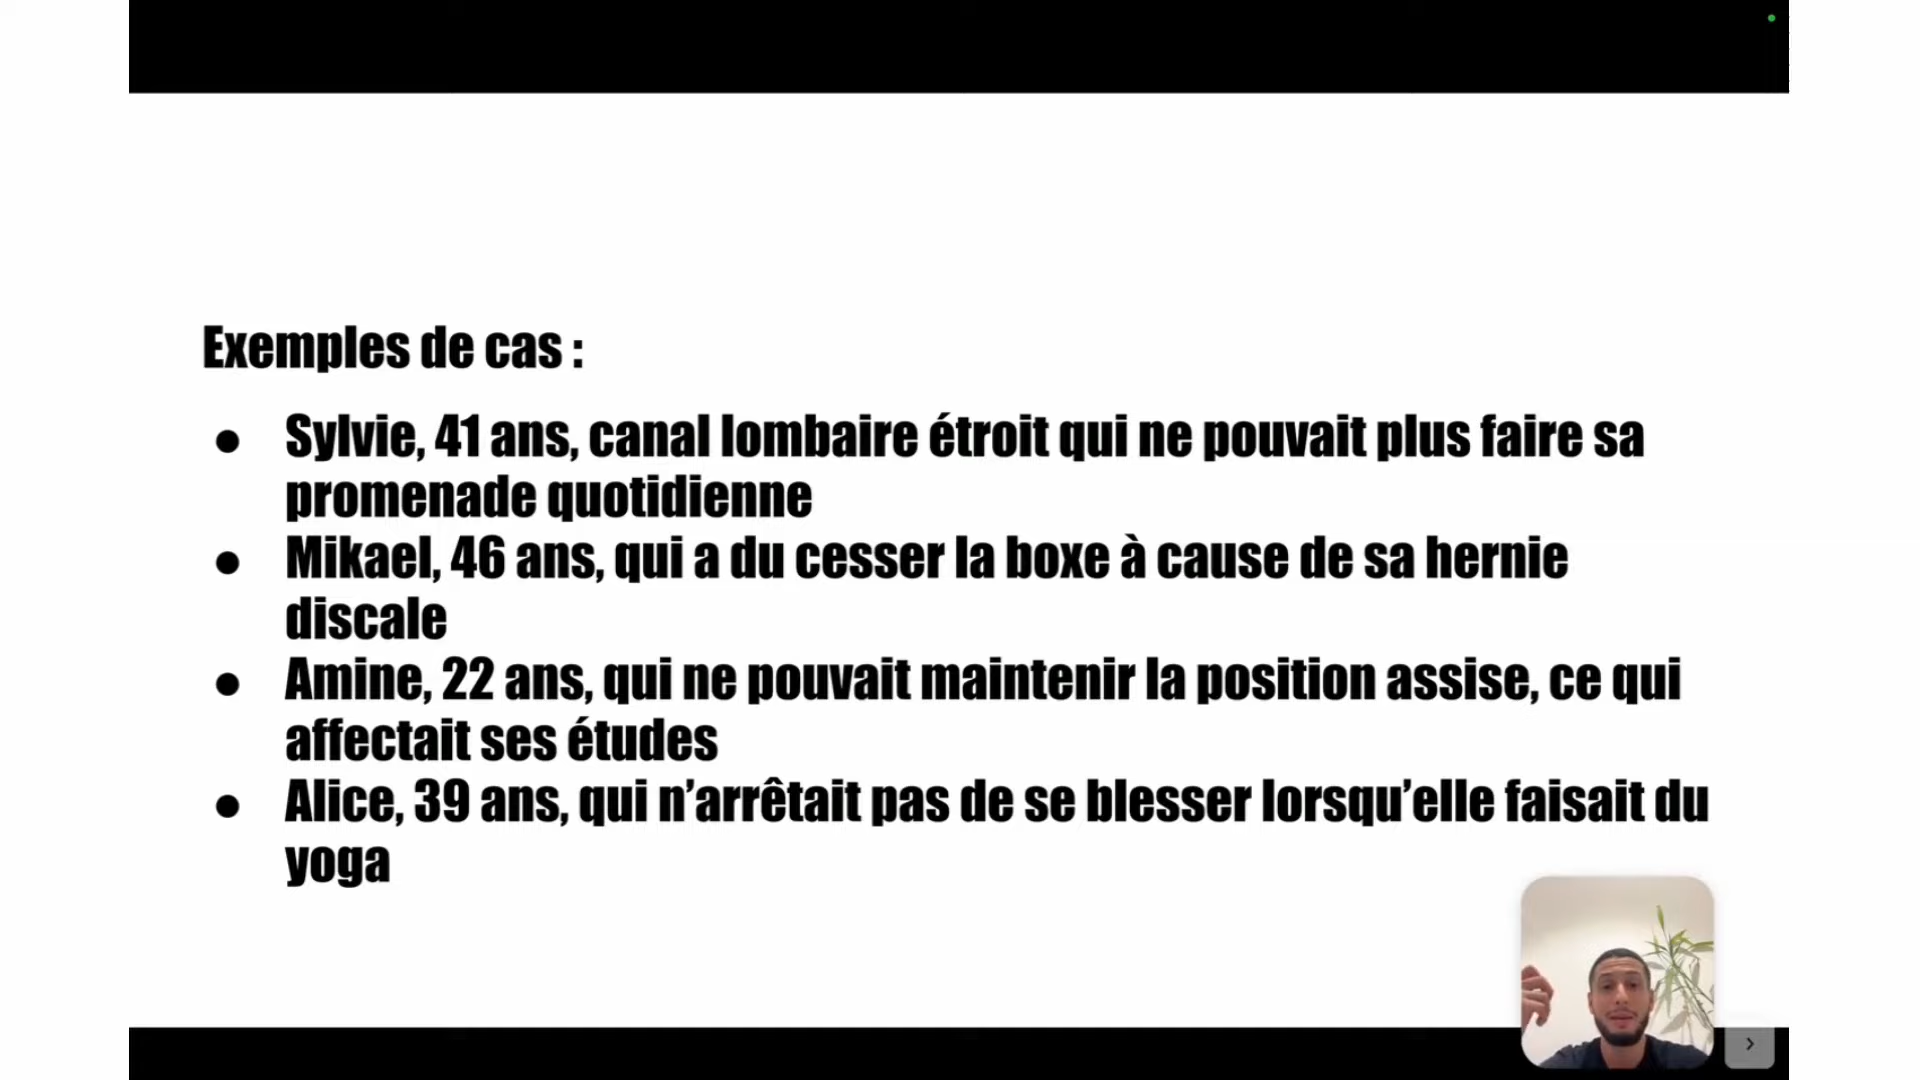 Exemples de cas :
● Sylvie, 41 ans, canal lombaire étroit qui ne pouvait plus faire sa
promenade quotidienne
● Mikael, 46 ans, qui a du cesser la boxe à cause de sa hernie
discale
● Amine, 22 ans, qui ne pouvait maintenir la position assise, ce qui
affectait ses études
● Alice, 39 ans, qui n’arrêtait pas de se blesser lorsqu’elle faisait du
yoga